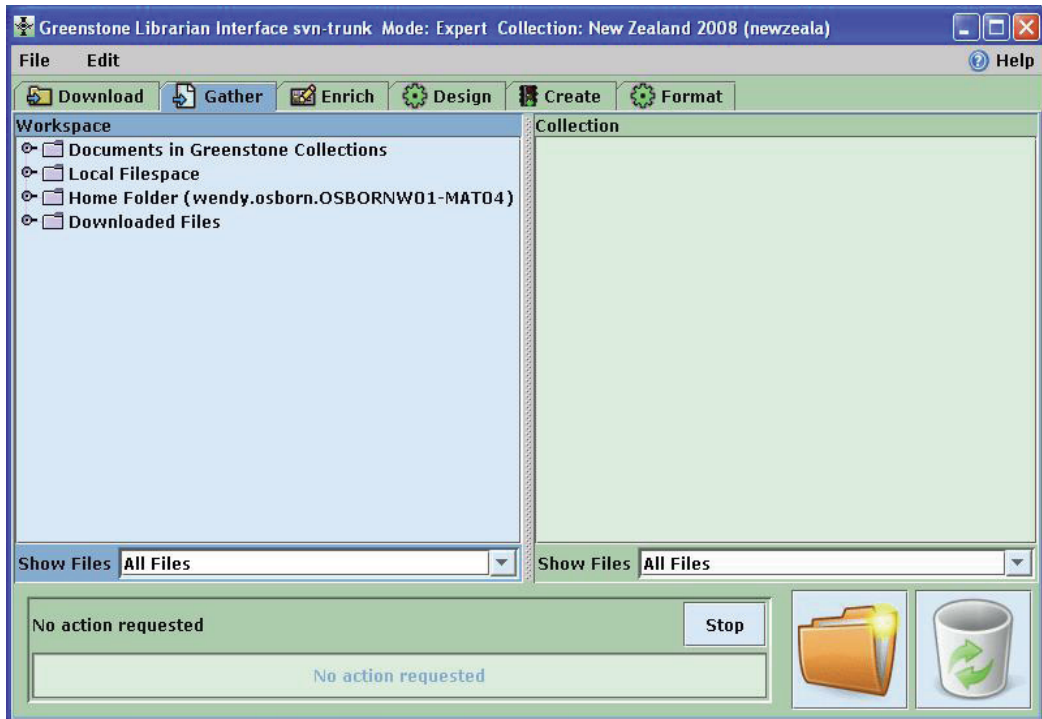 Greenstone Librarian Interface svn-trunk Mode: Expert Collection: New Zealand 2008 (newzeala)
File Edit Help
Download Gather Enrich Design Create Format
Workspace
Documents in Greenstone Collections
Local Filespace
Home Folder (wendy.osborn.OSBORNW01-MAT04)
Downloaded Files
Show Files All Files
Collection
Show Files All Files
No action requested Stop
No action requested